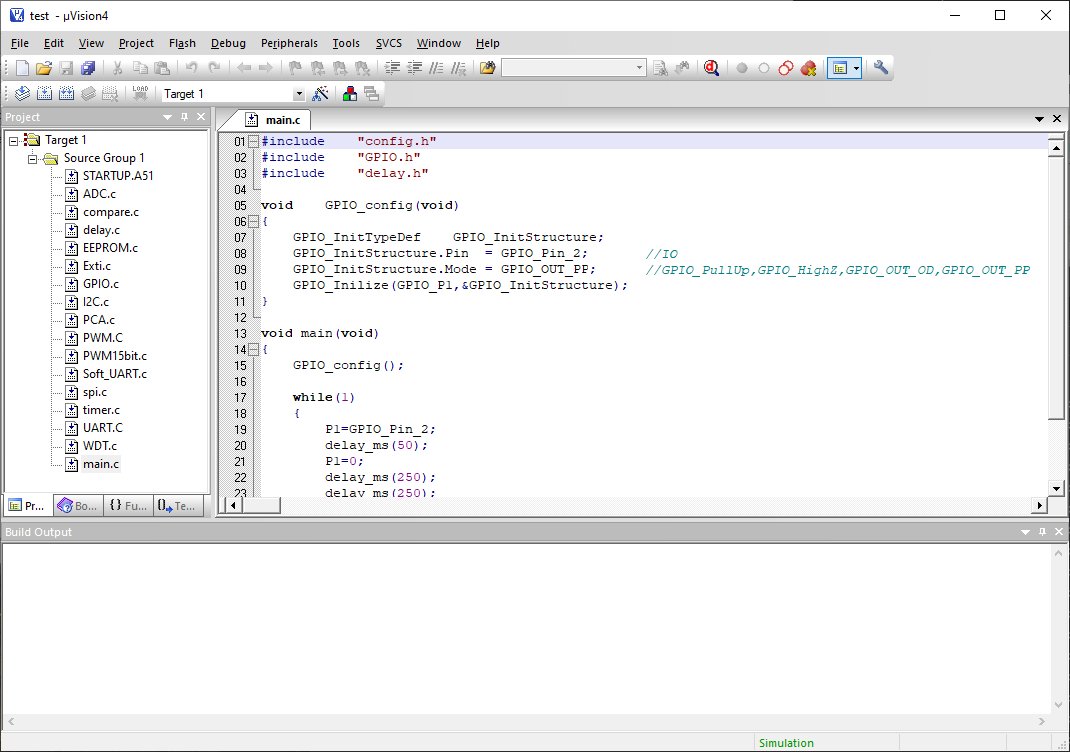 test - µVision4
File Edit View Project Flash Debug Peripherals Tools SVCS Window Help
LOAD Target 1
Project
Target 1
Source Group 1
STARTUP.A51
ADC.c
compare.c
delay.c
EEPROM.c
Exti.c
GPIO.c
I2C.c
PCA.c
PWM.C
PWM15bit.c
Soft_UART.c
spi.c
timer.c
UART.C
WDT.c
main.c
Pr... Bo... {} Fu... 0 Te...
main.c
01 #include "config.h"
02 #include "GPIO.h"
03 #include "delay.h"
04
05 void GPIO_config(void)
06 {
07 GPIO_InitTypeDef GPIO_InitStructure;
08 GPIO_InitStructure.Pin = GPIO_Pin_2; //IO
09 GPIO_InitStructure.Mode = GPIO_OUT_PP; //GPIO_PullUp,GPIO_HighZ,GPIO_OUT_OD,GPIO_OUT_PP
10 GPIO_Inilize(GPIO_P1,&GPIO_InitStructure);
11 }
12
13 void main(void)
14 {
15 GPIO_config();
16
17 while(1)
18 {
19 P1=GPIO_Pin_2;
20 delay_ms(50);
21 P1=0;
22 delay_ms(250);
23 delay_ms(250);
Build Output
Simulation